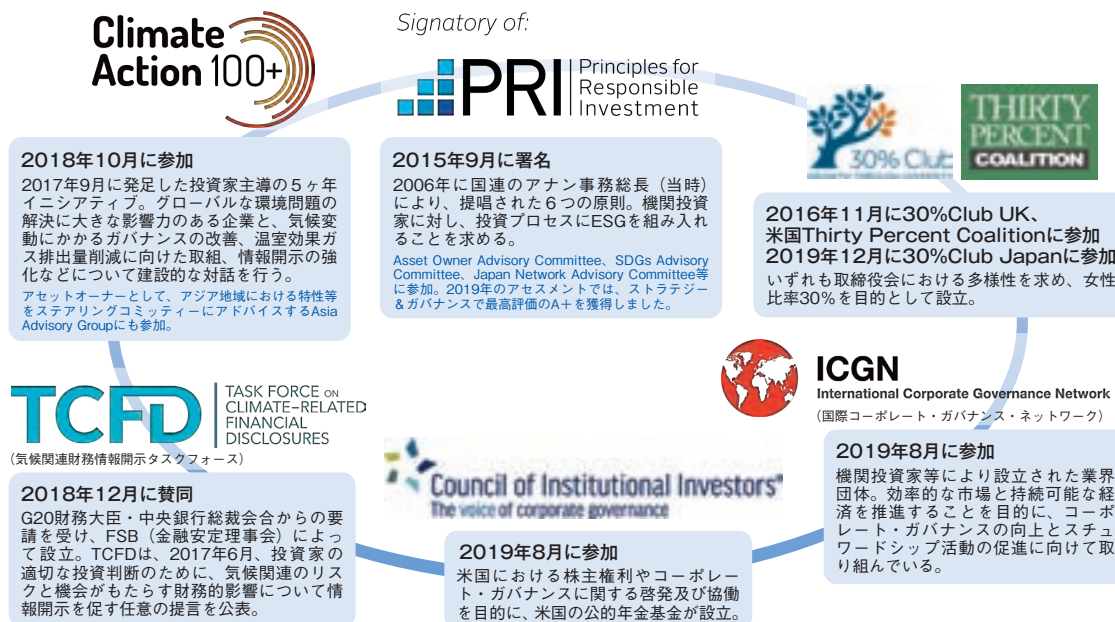 Climate
Action 100+
Signatory of:
PRI
Principles for
Responsible
Investment
30% Club
THIRTY
PERCENT
COALITION
2018年10月に参加
2017年9月に発足した投資家主導の５ヶ年
イニシアティブ。グローバルな環境問題の
解決に大きな影響力のある企業と、気候変
動にかかるガバナンスの改善、温室効果ガ
ス排出量削減に向けた取組、情報開示の強
化などについて建設的な対話を行う。
アセットオーナーとして、アジア地域における特性等
をステアリングコミッティーにアドバイスするAsia
Advisory Groupにも参加。
2015年9月に署名
2006年に国連のアナン事務総長（当時）
により、提唱された６つの原則。機関投資
家に対し、投資プロセスにESGを組み入れ
ることを求める。
Asset Owner Advisory Committee、SDGs Advisory
Committee、Japan Network Advisory Committee等
に参加。2019年のアセスメントでは、ストラテジー
＆ガバナンスで最高評価のA＋を獲得しました。
2016年11月に30%Club UK、
米国Thirty Percent Coalitionに参加
2019年12月に30%Club Japanに参加
いずれも取締役会における多様性を求め、女性
比率30％を目的として設立。
TCFD
TASK FORCE ON
CLIMATE-RELATED
FINANCIAL
DISCLOSURES
（気候関連財務情報開示タスクフォース）
2018年12月に賛同
G20財務大臣・中央銀行総裁会合からの要
請を受け、FSB（金融安定理事会）によっ
て設立。TCFDは、2017年6月、投資家の
適切な投資判断のために、気候関連のリス
クと機会がもたらす財務的影響について情
報開示を促す任意の提言を公表。
Council of Institutional Investors®
The voice of corporate governance
2019年8月に参加
米国における株主権利やコーポレー
ト・ガバナンスに関する啓発及び協働
を目的に、米国の公的年金基金が設立。
ICGN
International Corporate Governance Network
（国際コーポレート・ガバナンス・ネットワーク）
2019年8月に参加
機関投資家等により設立された業界
団体。効率的な市場と持続可能な経
済を推進することを目的に、コーポ
レート・ガバナンスの向上とスチュ
ワードシップ活動の促進に向けて取
り組んでいる。